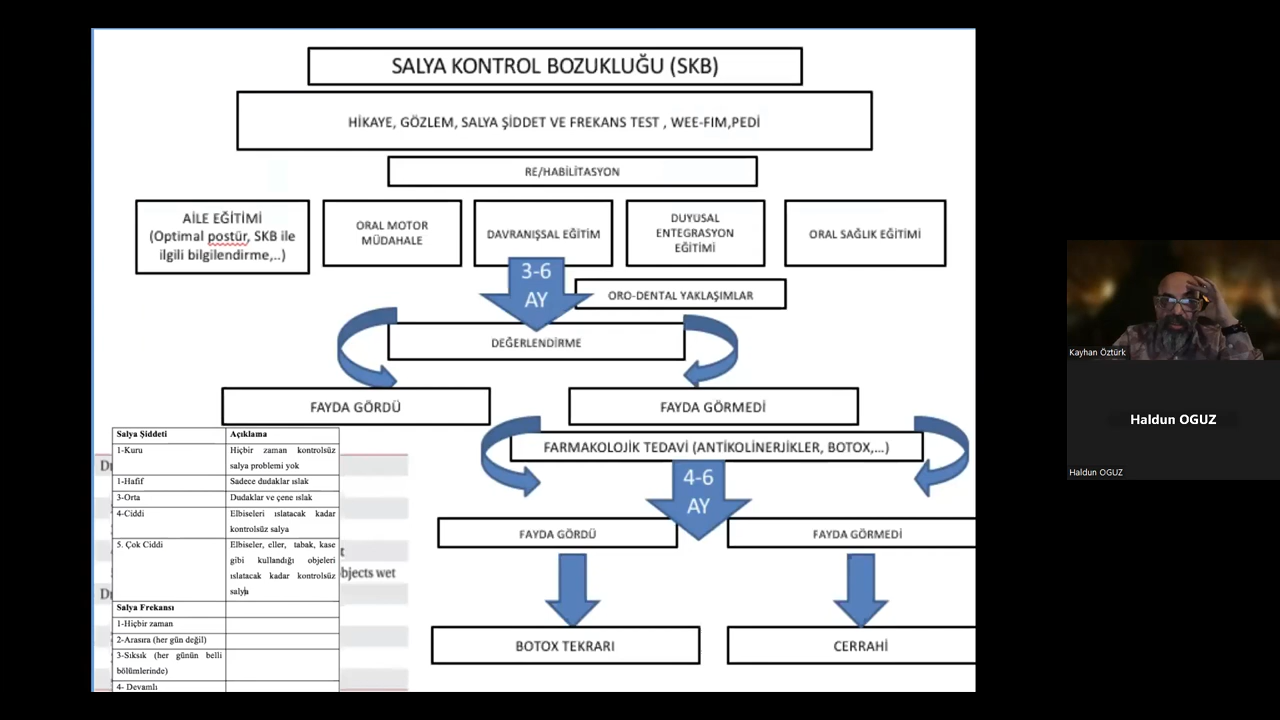 SALYA KONTROL BOZUKLUĞU (SKB)
HİKAYE, GÖZLEM, SALYA ŞİDDET VE FREKANS TEST , WEE-FIM,PEDİ
RE/HABİLİTASYON
AİLE EĞİTİMİ
(Optimal postür, SKB ile
ilgili bilgilendirme,..)
ORAL MOTOR
MÜDAHALE
DAVRANIŞSAL EĞİTİM
DUYUSAL
ENTEGRASYON
EĞİTİMİ
ORAL SAĞLIK EĞİTİMİ
3-6
AY
ORO-DENTAL YAKLAŞIMLAR
DEĞERLENDİRME
FAYDA GÖRDÜ
FAYDA GÖRMEDİ
FARMAKOLOJİK TEDAVİ (ANTİKOLİNERJİKLER, BOTOX,...)
4-6
AY
FAYDA GÖRDÜ
FAYDA GÖRMEDİ
BOTOX TEKRARI
CERRAHİ
Salya Şiddeti Açıklama
1-Kuru Hiçbir zaman kontrolsüz
salya problemi yok
1-Hafif Sadece dudaklar ıslak
3-Orta Dudaklar ve çene ıslak
4-Ciddi Elbiseleri ıslatacak kadar
kontrolsüz salya
5. Çok Ciddi Elbiseler, eller, tabak, kase
gibi kullandığı objeleri
ıslatacak kadar kontrolsüz
salya
Salya Frekansı
1-Hiçbir zaman
2-Arasıra (her gün değil)
3-Sıksık (her günün belli
bölümlerinde)
4- Devamlı
objects wet
Kayhan Öztürk
Haldun OGUZ
Haldun OGUZ